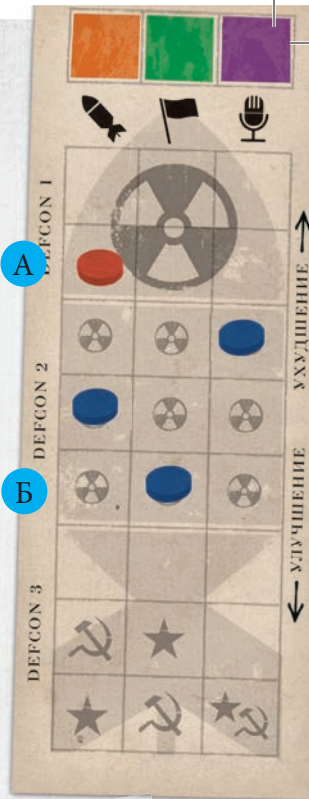 DEFCON 1
А
УХУДШЕНИЕ
DEFCON 2
Б
УЛУЧШЕНИЕ
DEFCON 3